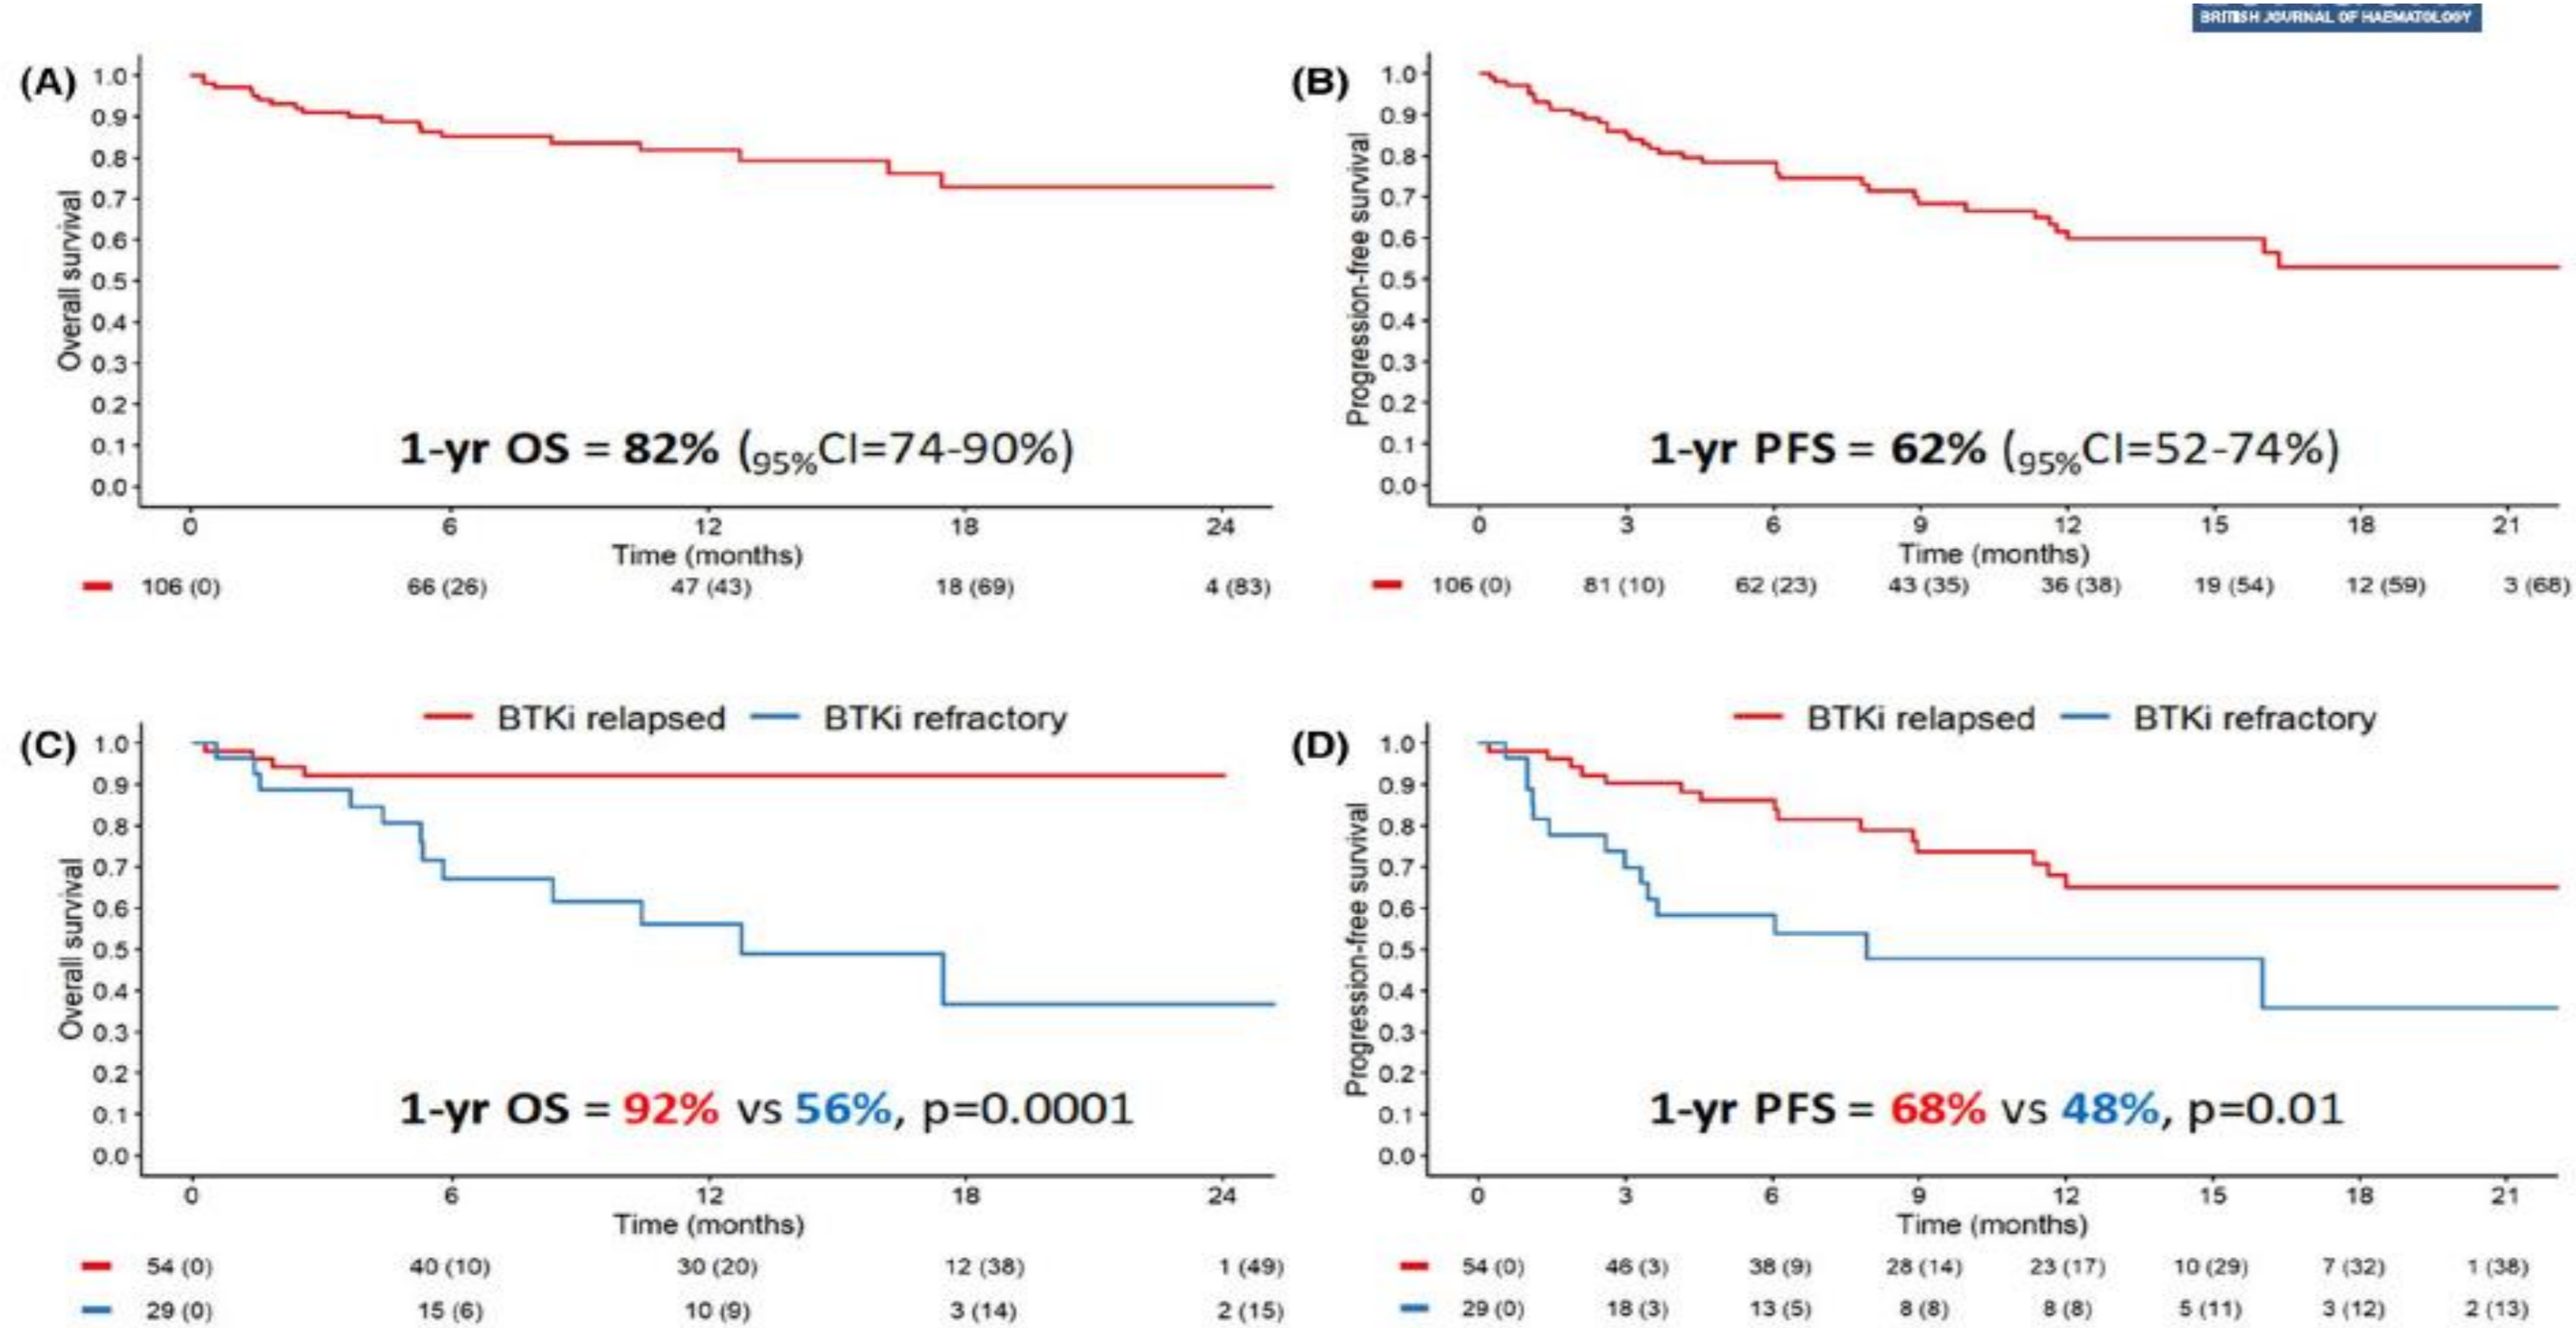 BRITISH JOURNAL OF HAEMATOLOGY
(A)
Overall survival
1.0
0.9
0.8
0.7
0.6
0.5
0.4
0.3
0.2
0.1
0.0
1-yr OS = 82% (95%CI=74-90%)
0 6 12 18 24
Time (months)
106 (0) 66 (26) 47 (43) 18 (69) 4 (83)
(B)
Progression-free survival
1.0
0.9
0.8
0.7
0.6
0.5
0.4
0.3
0.2
0.1
0.0
1-yr PFS = 62% (95%CI=52-74%)
0 3 6 9 12 15 18 21
Time (months)
106 (0) 81 (10) 62 (23) 43 (35) 36 (38) 19 (54) 12 (59) 3 (68)
(C)
BTKi relapsed BTKi refractory
Overall survival
1.0
0.9
0.8
0.7
0.6
0.5
0.4
0.3
0.2
0.1
0.0
1-yr OS = 92% vs 56%, p=0.0001
0 6 12 18 24
Time (months)
54 (0) 40 (10) 30 (20) 12 (38) 1 (49)
29 (0) 15 (6) 10 (9) 3 (14) 2 (15)
(D)
BTKi relapsed BTKi refractory
Progression-free survival
1.0
0.9
0.8
0.7
0.6
0.5
0.4
0.3
0.2
0.1
0.0
1-yr PFS = 68% vs 48%, p=0.01
0 3 6 9 12 15 18 21
Time (months)
54 (0) 46 (3) 38 (9) 28 (14) 23 (17) 10 (29) 7 (32) 1 (38)
29 (0) 18 (3) 13 (5) 8 (8) 8 (8) 5 (11) 3 (12) 2 (13)